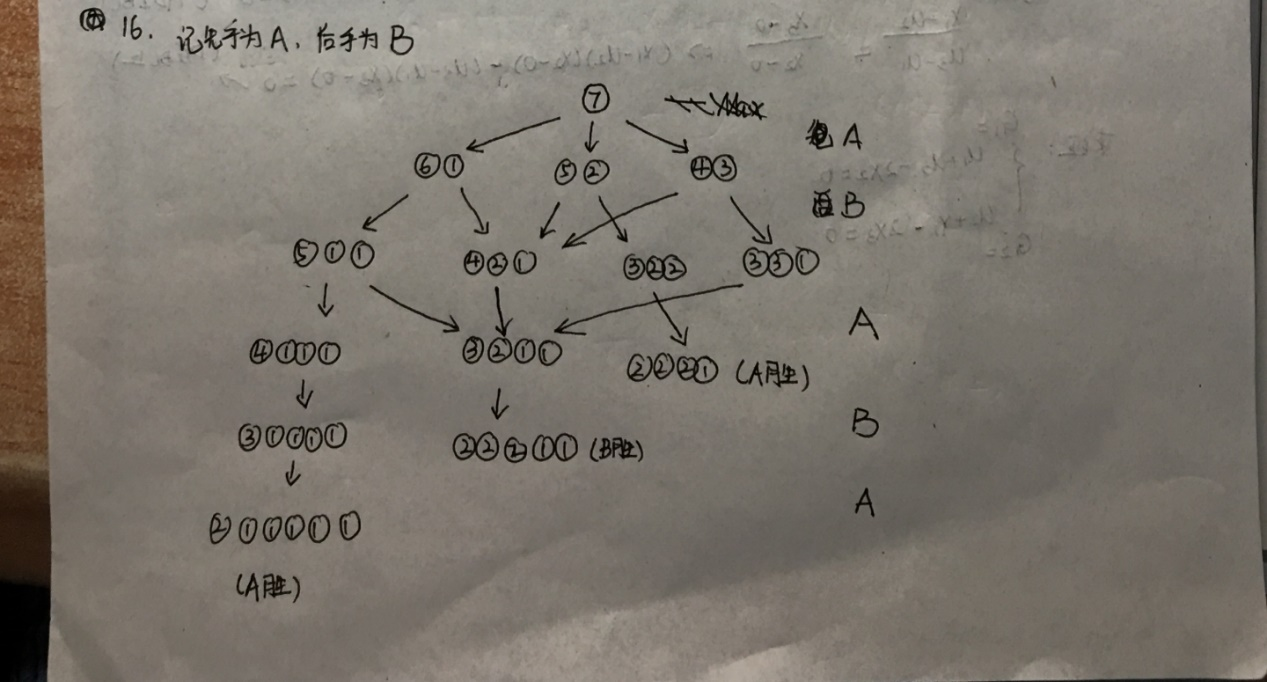 16. 记先手为A, 后手为B
⑦
A
⑥① ⑤② ④③
B
⑤①① ④②① ③②② ③③①
A
④①①① ③②①① ②②②① (A胜)
B
③①①①① ②②②①① (B胜)
A
②①①①①①
(A胜)